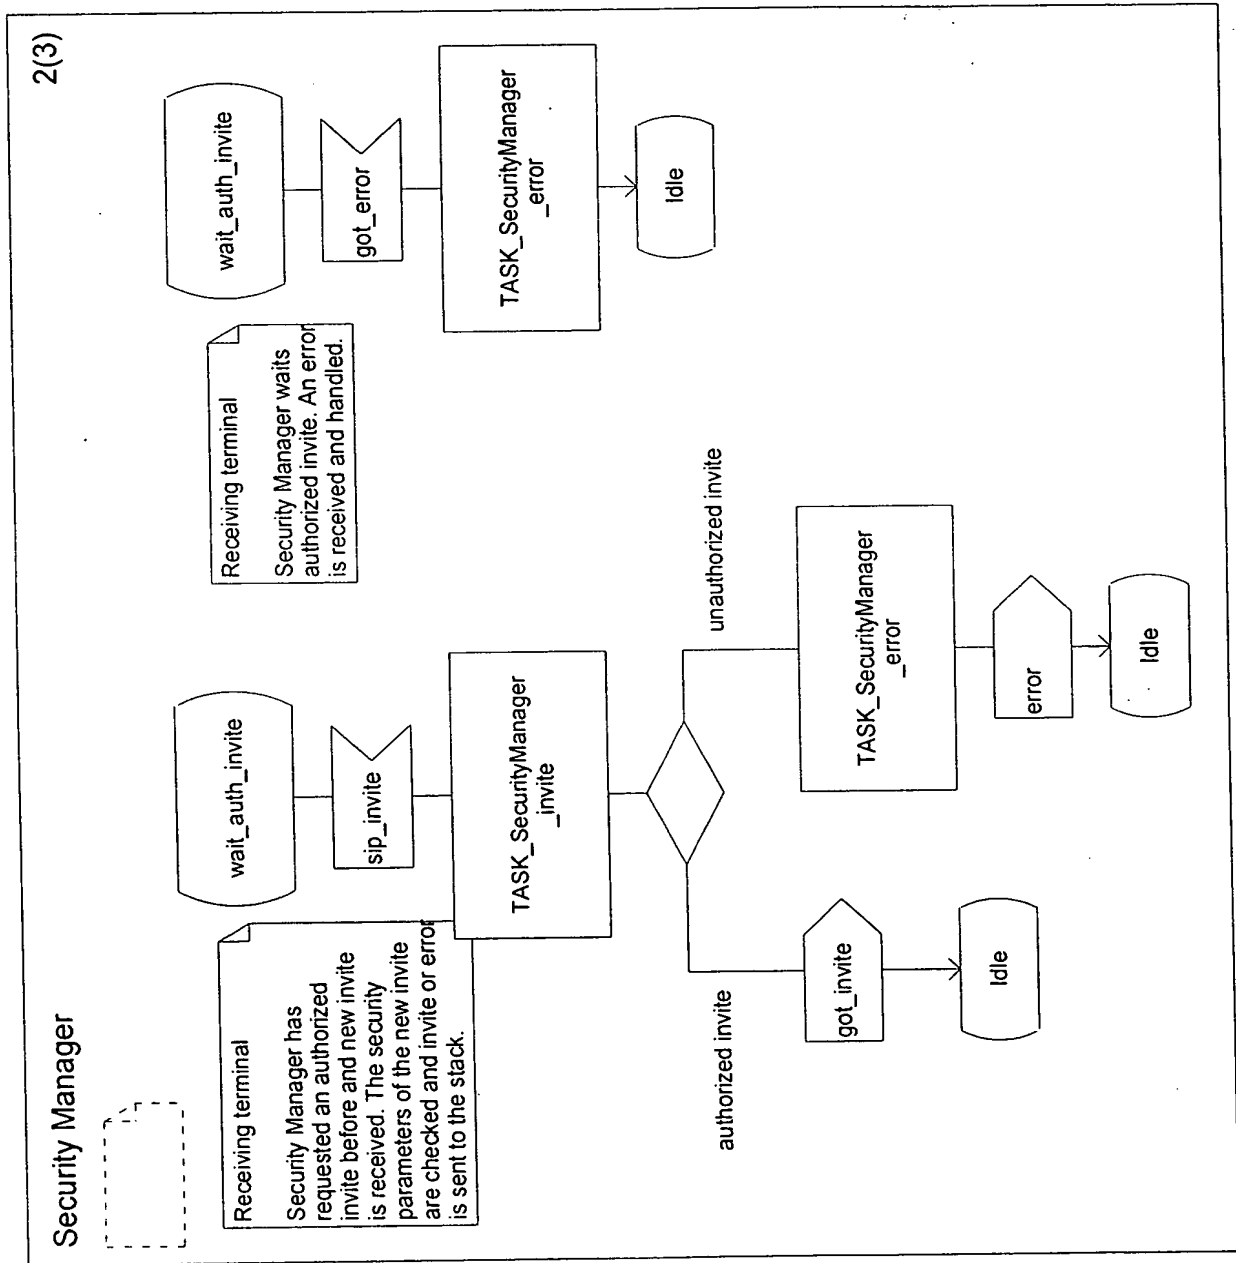 Security Manager
2(3)
Receiving terminal
Security Manager has
requested an authorized
invite before and new invite
is received. The security
parameters of the new invite
are checked and invite or error
is sent to the stack.
wait_auth_invite
sip_invite
TASK_SecurityManager
_invite
authorized invite
unauthorized invite
got_invite
Idle
TASK_SecurityManager
_error
error
Idle
Receiving terminal
Security Manager waits
authorized invite. An error
is received and handled.
wait_auth_invite
got_error
TASK_SecurityManager
_error
Idle